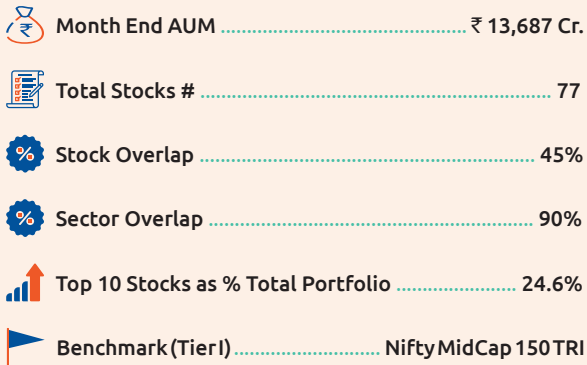 Month End AUM ₹ 13,687 Cr.
Total Stocks # 77
Stock Overlap 45%
Sector Overlap 90%
Top 10 Stocks as % Total Portfolio 24.6%
Benchmark (Tier I) Nifty MidCap 150 TRI